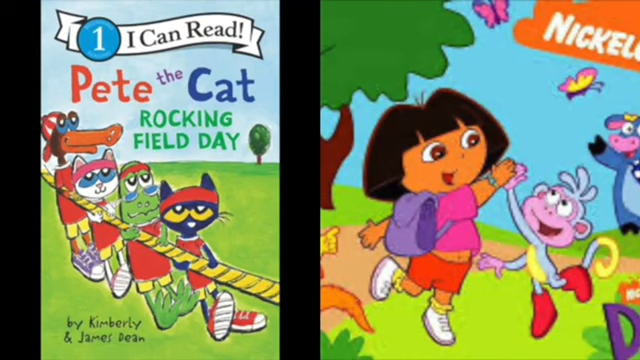 1 I Can Read!
Pete the Cat
ROCKING
FIELD DAY
by Kimberly
& James Dean
NICKEL
D